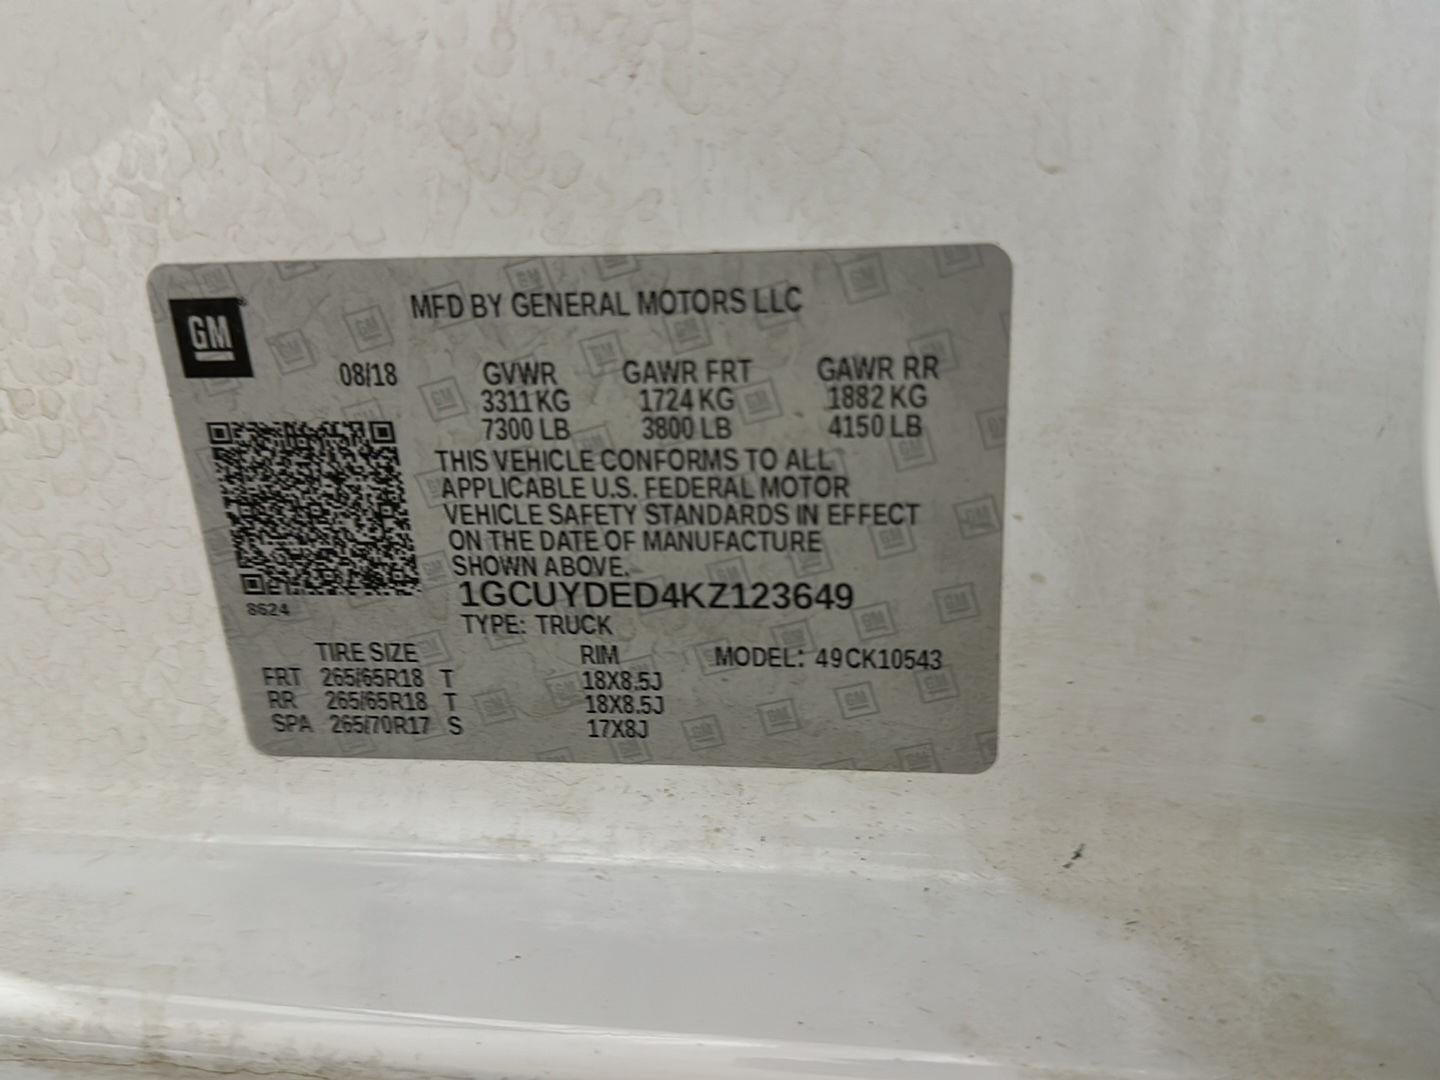 GM
MFD BY GENERAL MOTORS LLC
08/18 GVWR GAWR FRT GAWR RR
3311 KG 1724 KG 1882 KG
7300 LB 3800 LB 4150 LB
THIS VEHICLE CONFORMS TO ALL
APPLICABLE U.S. FEDERAL MOTOR
VEHICLE SAFETY STANDARDS IN EFFECT
ON THE DATE OF MANUFACTURE
SHOWN ABOVE.
8624
1GCUYDED4KZ123649
TYPE: TRUCK
TIRE SIZE RIM MODEL: 49CK10543
FRT 265/65R18 T 18X8.5J
RR 265/65R18 T 18X8.5J
SPA 265/70R17 S 17X8J